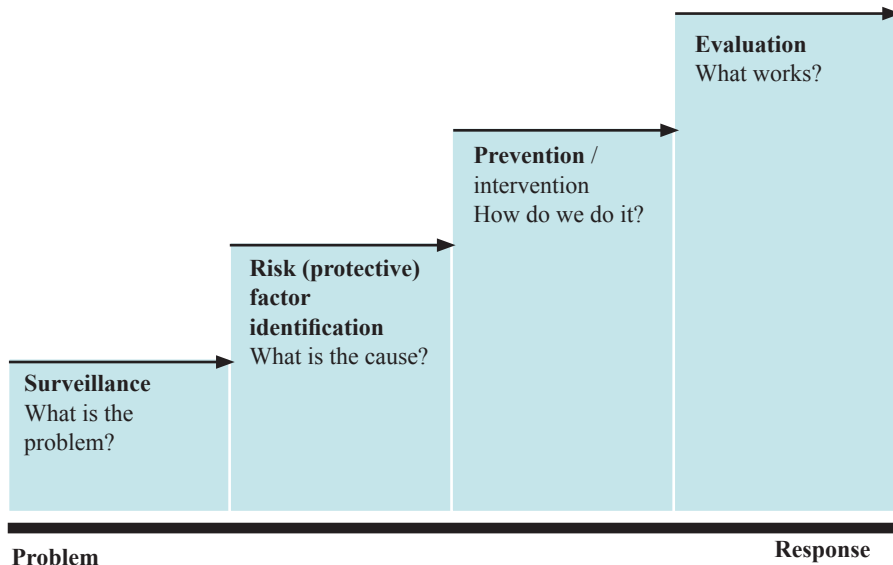 Evaluation
What works?
Prevention /
intervention
How do we do it?
Risk (protective)
factor
identification
What is the cause?
Surveillance
What is the
problem?
Problem
Response